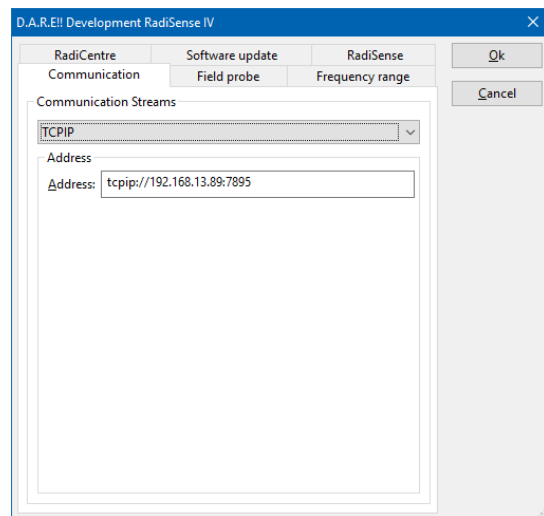 D.A.R.E!! Development RadiSense IV
RadiCentre Software update RadiSense
Communication Field probe Frequency range
Ok
Cancel
Communication Streams
TCPIP
Address
Address: tcpip://192.168.13.89:7895